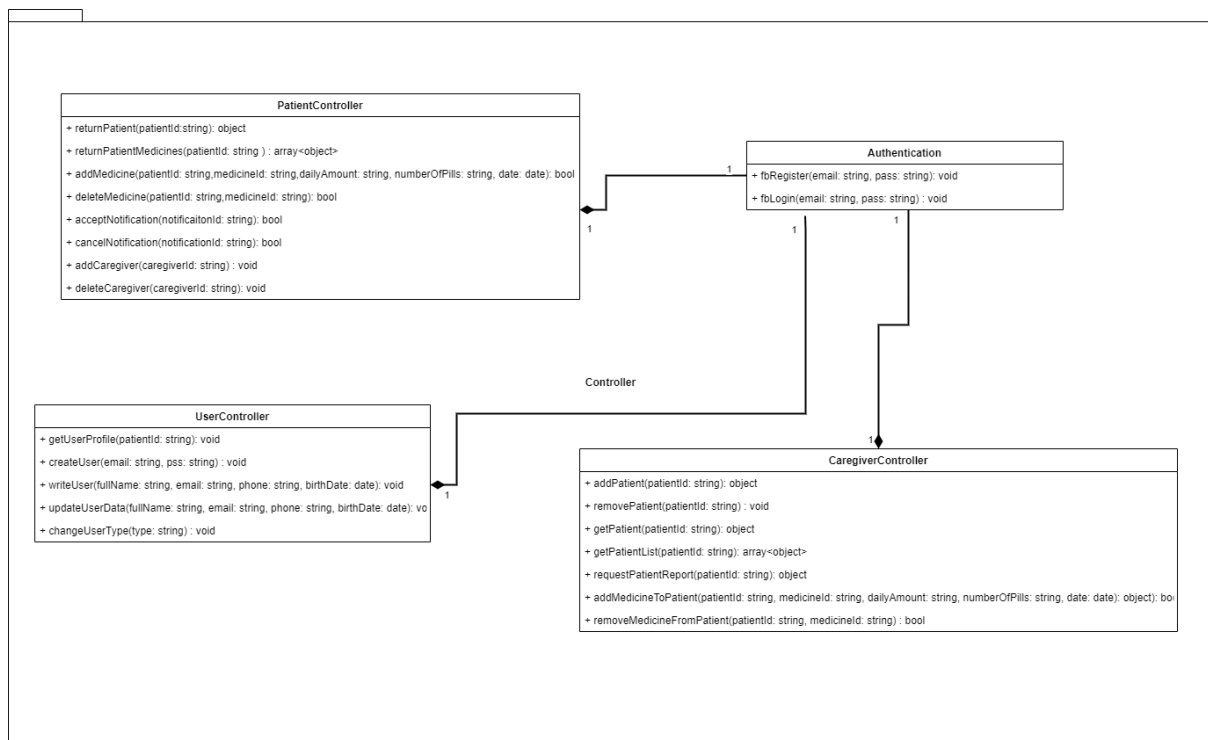 PatientController
+ returnPatient(patientId:string): object
+ returnPatientMedicines(patientId: string ) : array<object>
+ addMedicine(patientId: string,medicineId: string,dailyAmount: string, numberOfPills: string, date: date): bool
+ deleteMedicine(patientId: string,medicineId: string): bool
+ acceptNotification(notificaitonId: string): bool
+ cancelNotification(notificationId: string): bool
+ addCaregiver(caregiverId: string) : void
+ deleteCaregiver(caregiverId: string): void
1
1
Authentication
+ fbRegister(email: string, pass: string): void
+ fbLogin(email: string, pass: string) : void
1
1
Controller
UserController
+ getUserProfile(patientId: string): void
+ createUser(email: string, pss: string) : void
+ writeUser(fullName: string, email: string, phone: string, birthDate: date): void
+ updateUserData(fullName: string, email: string, phone: string, birthDate: date): vo
+ changeUserType(type: string) : void
1
1
CaregiverController
+ addPatient(patientId: string): object
+ removePatient(patientId: string) : void
+ getPatient(patientId: string): object
+ getPatientList(patientId: string): array<object>
+ requestPatientReport(patientId: string): object
+ addMedicineToPatient(patientId: string, medicineId: string, dailyAmount: string, numberOfPills: string, date: date): object): bo
+ removeMedicineFromPatient(patientId: string, medicineId: string) : bool